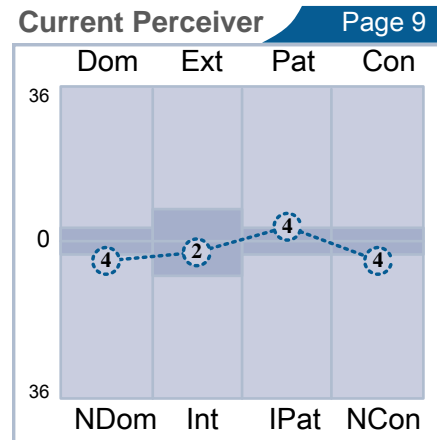 Current Perceiver Page 9
Dom Ext Pat Con
36
4
0 2
4 4
36
NDom Int IPat NCon